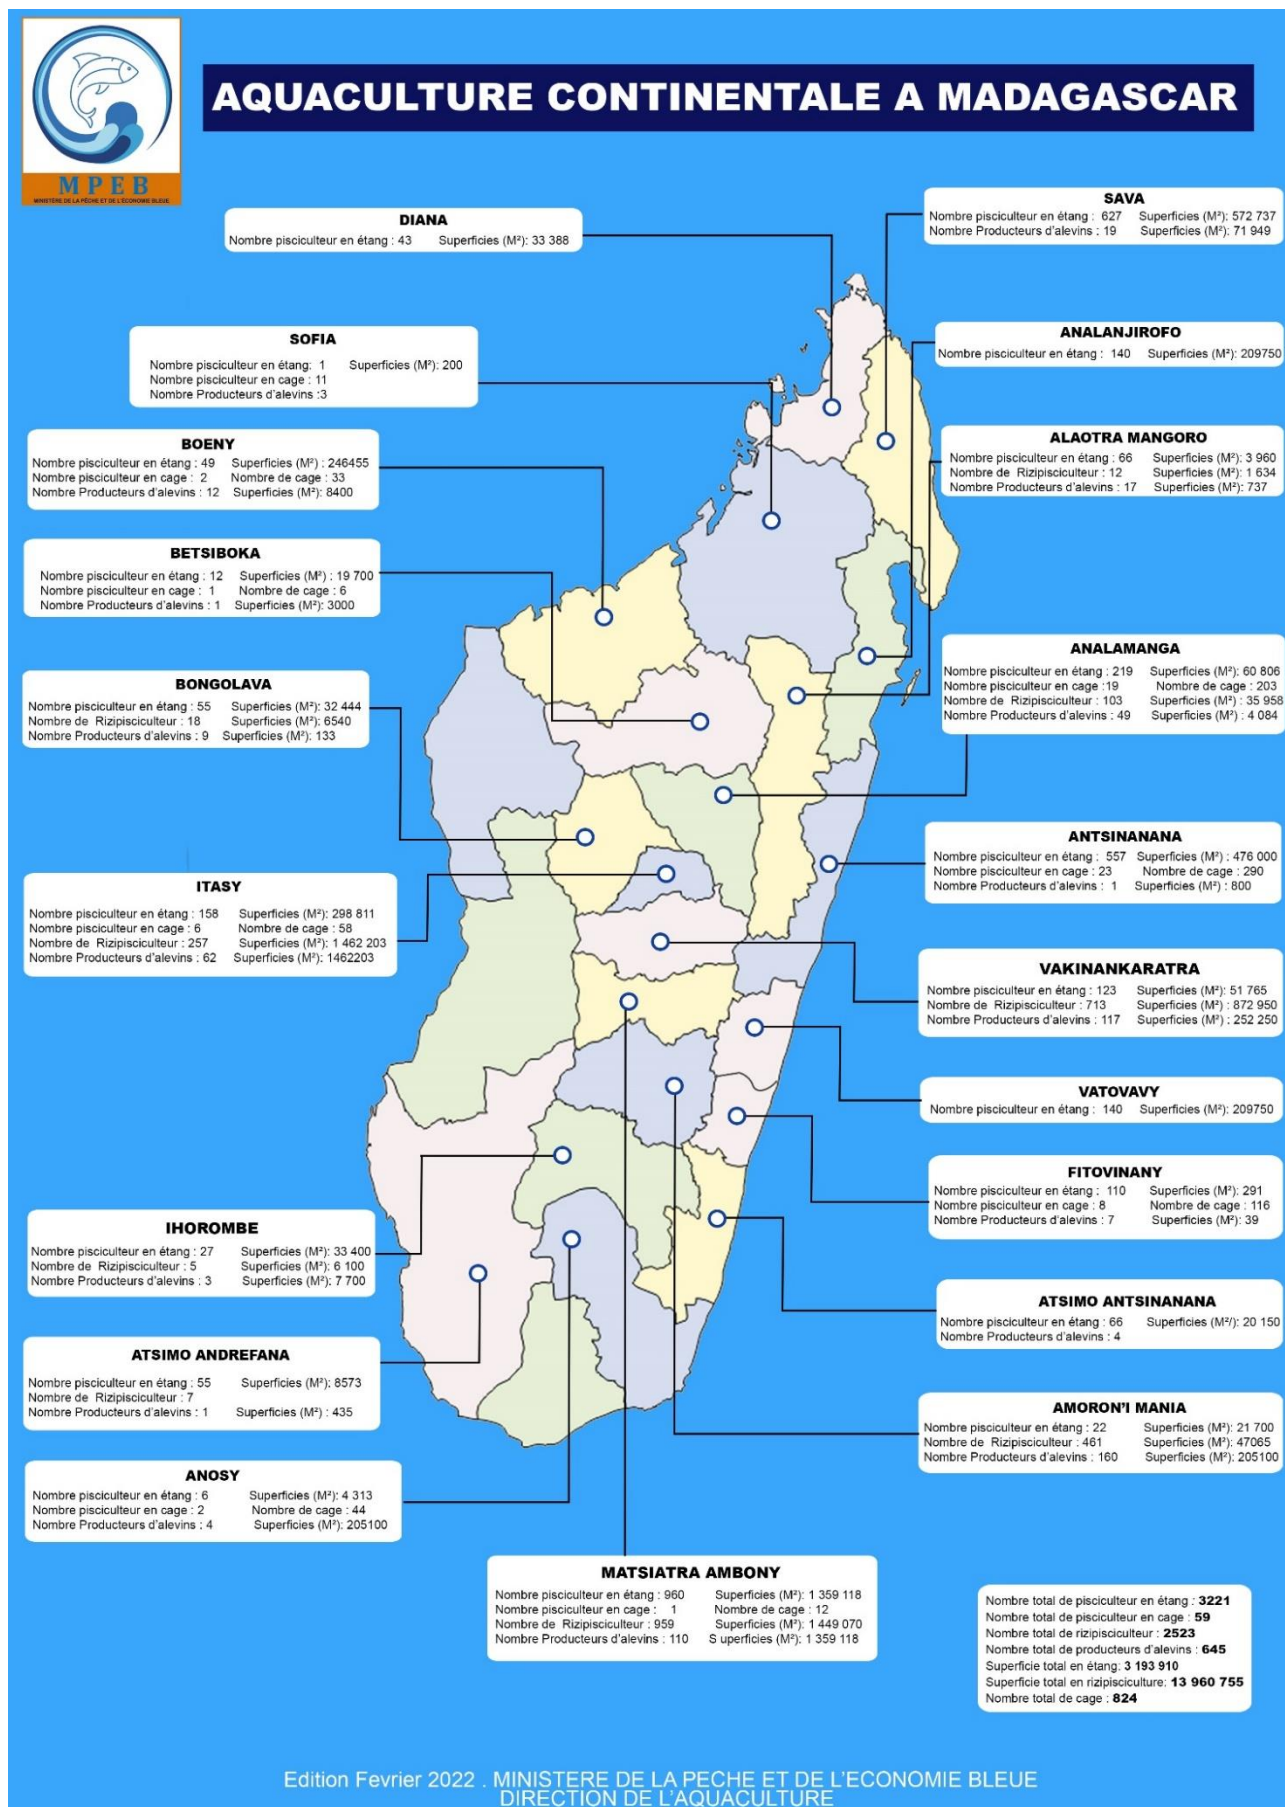 AQUACULTURE CONTINENTALE A MADAGASCAR
M P E B
MINISTÈRE DE LA PÊCHE ET DE L'ÉCONOMIE BLEUE
DIANA
Nombre pisciculteur en étang : 43 Superficies (M²): 33 388
SAVA
Nombre pisciculteur en étang : 627 Superficies (M²): 572 737
Nombre Producteurs d'alevins : 19 Superficies (M²): 71 949
SOFIA
Nombre pisciculteur en étang: 1 Superficies (M²): 200
Nombre pisciculteur en cage : 11
Nombre Producteurs d'alevins :3
ANALANJIROFO
Nombre pisciculteur en étang : 140 Superficies (M²): 209750
BOENY
Nombre pisciculteur en étang : 49 Superficies (M²) : 246455
Nombre pisciculteur en cage : 2 Nombre de cage : 33
Nombre Producteurs d'alevins : 12 Superficies (M²): 8400
ALAOTRA MANGORO
Nombre pisciculteur en étang : 66 Superficies (M²): 3 960
Nombre de Rizipisciculteur : 12 Superficies (M²): 1 634
Nombre Producteurs d'alevins : 17 Superficies (M²): 737
BETSIBOKA
Nombre pisciculteur en étang : 12 Superficies (M²) : 19 700
Nombre pisciculteur en cage : 1 Nombre de cage : 6
Nombre Producteurs d'alevins : 1 Superficies (M²): 3000
ANALAMANGA
Nombre pisciculteur en étang : 219 Superficies (M²): 60 806
Nombre pisciculteur en cage :19 Nombre de cage : 203
Nombre de Rizipisciculteur : 103 Superficies (M²) : 35 958
Nombre Producteurs d'alevins : 49 Superficies (M²) : 4 084
BONGOLAVA
Nombre pisciculteur en étang : 55 Superficies (M²): 32 444
Nombre de Rizipisciculteur : 18 Superficies (M²): 6540
Nombre Producteurs d'alevins : 9 Superficies (M²): 133
ANTSINANANA
Nombre pisciculteur en étang : 557 Superficies (M²) : 476 000
Nombre pisciculteur en cage : 23 Nombre de cage : 290
Nombre Producteurs d'alevins : 1 Superficies (M²) : 800
ITASY
Nombre pisciculteur en étang : 158 Superficies (M²): 298 811
Nombre pisciculteur en cage : 6 Nombre de cage : 58
Nombre de Rizipisciculteur : 257 Superficies (M²) : 1 462 203
Nombre Producteurs d'alevins : 62 Superficies (M²): 1462203
VAKINANKARATRA
Nombre pisciculteur en étang : 123 Superficies (M²): 51 765
Nombre de Rizipisciculteur : 713 Superficies (M²): 872 950
Nombre Producteurs d'alevins : 117 Superficies (M²) : 252 250
VATOVAVY
Nombre pisciculteur en étang : 140 Superficies (M²): 209750
FITOVINANY
Nombre pisciculteur en étang : 110 Superficies (M²): 291
Nombre pisciculteur en cage : 8 Nombre de cage : 116
Nombre Producteurs d'alevins : 7 Superficies (M²): 39
IHOROMBE
Nombre pisciculteur en étang : 27 Superficies (M²): 33 400
Nombre de Rizipisciculteur : 5 Superficies (M²): 6 100
Nombre Producteurs d'alevins : 3 Superficies (M²): 7 700
ATSIMO ANTSINANANA
Nombre pisciculteur en étang : 66 Superficies (M²/): 20 150
Nombre Producteurs d'alevins : 4
ATSIMO ANDREFANA
Nombre pisciculteur en étang : 55 Superficies (M²): 8573
Nombre de Rizipisciculteur : 7
Nombre Producteurs d'alevins : 1 Superficies (M²) : 435
AMORON'I MANIA
Nombre pisciculteur en étang : 22 Superficies (M²): 21 700
Nombre de Rizipisciculteur : 461 Superficies (M²): 47065
Nombre Producteurs d'alevins : 160 Superficies (M²): 205100
ANOSY
Nombre pisciculteur en étang : 6 Superficies (M²): 4 313
Nombre pisciculteur en cage : 2 Nombre de cage : 44
Nombre Producteurs d'alevins : 4 Superficies (M²): 205100
MATSIATRA AMBONY
Nombre pisciculteur en étang : 960 Superficies (M²): 1 359 118
Nombre pisciculteur en cage : 1 Nombre de cage : 12
Nombre de Rizipisciculteur : 959 Superficies (M²): 1 449 070
Nombre Producteurs d'alevins : 110 S uperficies (M²): 1 359 118
Nombre total de pisciculteur en étang : 3221
Nombre total de pisciculteur en cage : 59
Nombre total de rizipisciculteur : 2523
Nombre total de producteurs d'alevins : 645
Superficie total en étang: 3 193 910
Superficie total en rizipisciculture: 13 960 755
Nombre total de cage : 824
Edition Fevrier 2022 . MINISTERE DE LA PECHE ET DE L'ECONOMIE BLEUE
DIRECTION DE L'AQUACULTURE